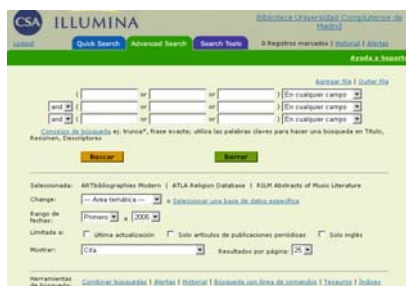 CSA ILLUMINA
Biblioteca Universidad Complutense de Madrid
Logout Quick Search Advanced Search Search Tools 0 Registros marcados | Historial | Alertas
Ayuda y Soporte
Agregar fila | Quitar fila
( or or ) En cualquier campo
and ( or or ) En cualquier campo
and ( or or ) En cualquier campo
Consejos de búsqueda ej. trunca*, frase exacta; utiliza las palabras claves para hacer una búsqueda en Título,
Resúmen, Descriptores
Buscar Borrar
Seleccionada: ARTbibliographies Modern | ATLA Religion Database | RILM Abstracts of Music Literature
Change: --- Area temática --- o Seleccionar una base de datos específica
Rango de fechas: Primero a 2005
Limitada a: Última actualización Solo artículos de publicaciones periódicas Solo inglés
Mostrar: Cita Resultados por página: 25
Herramientas de búsqueda: Combinar búsquedas | Alertas | Historial | Búsqueda con línea de comandos | Tesauros | Índices